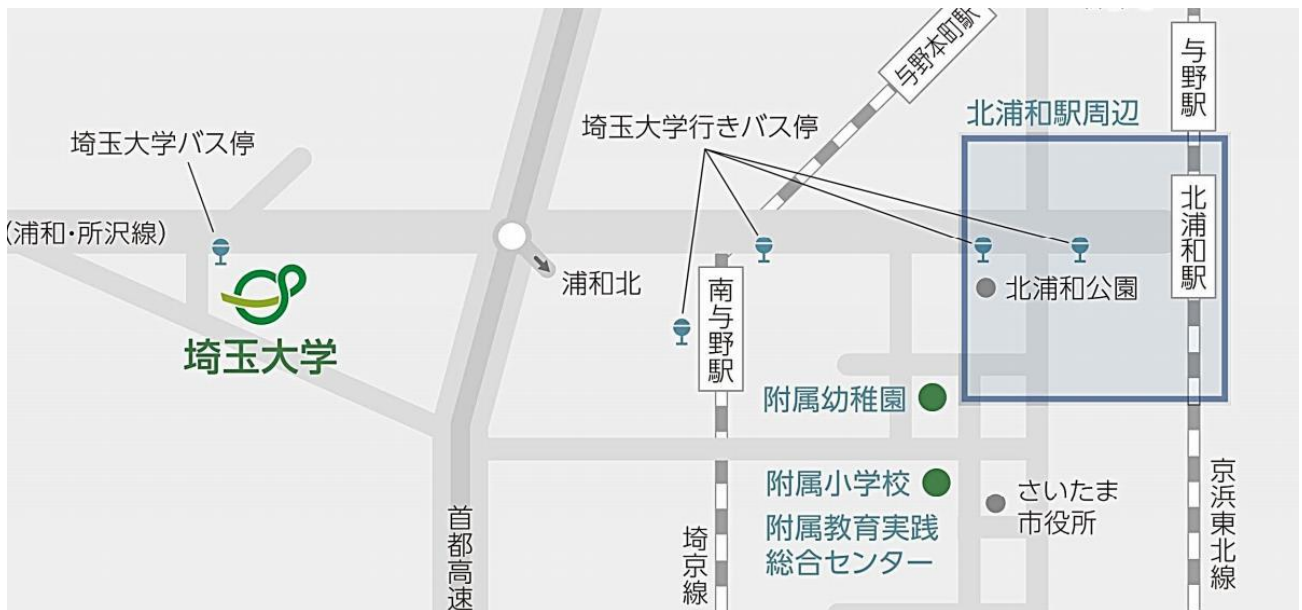 与野本町駅
与野駅
北浦和駅周辺
埼玉大学行きバス停
埼玉大学バス停
北浦和駅
(浦和・所沢線)
浦和北
南与野駅
北浦和公園
埼玉大学
附属幼稚園
附属小学校
さいたま
市役所
附属教育実践
総合センター
首都高速
埼京線
京浜東北線